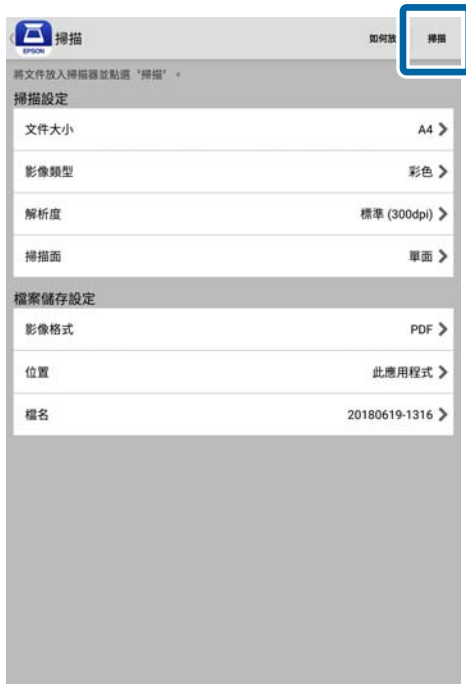 EPSON
掃描
如何放
掃描
將文件放入掃描器並點選‵掃描′。
掃描設定
文件大小 A4
影像類型 彩色
解析度 標準 (300dpi)
掃描面 單面
檔案儲存設定
影像格式 PDF
位置 此應用程式
檔名 20180619-1316